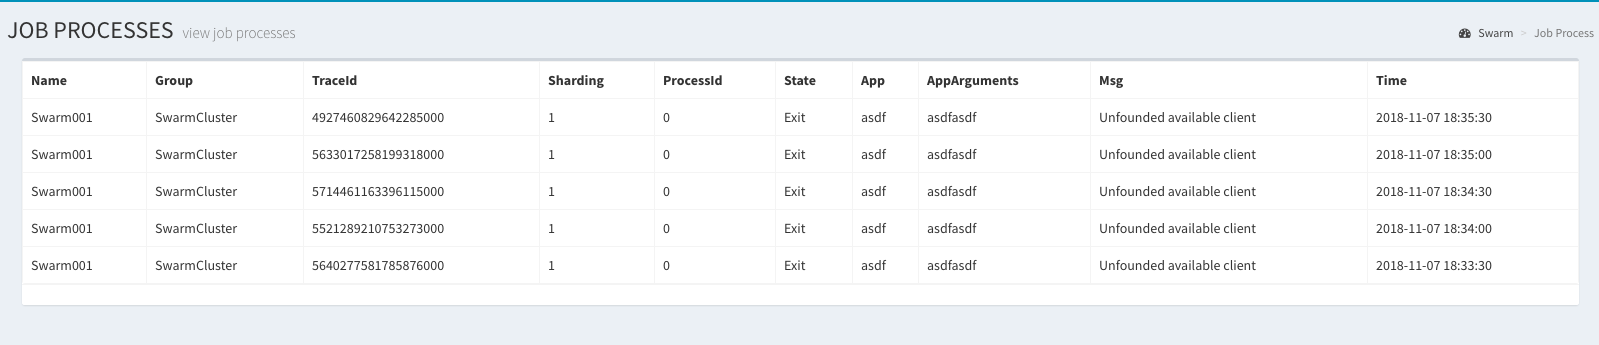 JOB PROCESSES view job processes
Swarm > Job Process
Name Group TraceId Sharding ProcessId State App AppArguments Msg Time
Swarm001 SwarmCluster 4927460829642285000 1 0 Exit asdf asdfasdf Unfounded available client 2018-11-07 18:35:30
Swarm001 SwarmCluster 5633017258199318000 1 0 Exit asdf asdfasdf Unfounded available client 2018-11-07 18:35:00
Swarm001 SwarmCluster 5714461163396115000 1 0 Exit asdf asdfasdf Unfounded available client 2018-11-07 18:34:30
Swarm001 SwarmCluster 5521289210753273000 1 0 Exit asdf asdfasdf Unfounded available client 2018-11-07 18:34:00
Swarm001 SwarmCluster 5640277581785876000 1 0 Exit asdf asdfasdf Unfounded available client 2018-11-07 18:33:30